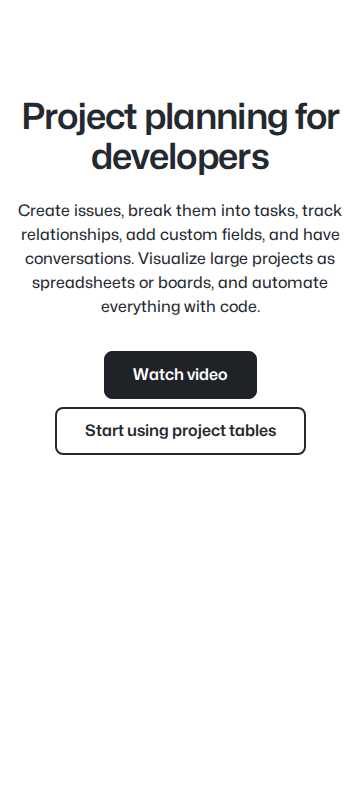 Project planning for
developers
Create issues, break them into tasks, track
relationships, add custom fields, and have
conversations. Visualize large projects as
spreadsheets or boards, and automate
everything with code.
Watch video
Start using project tables